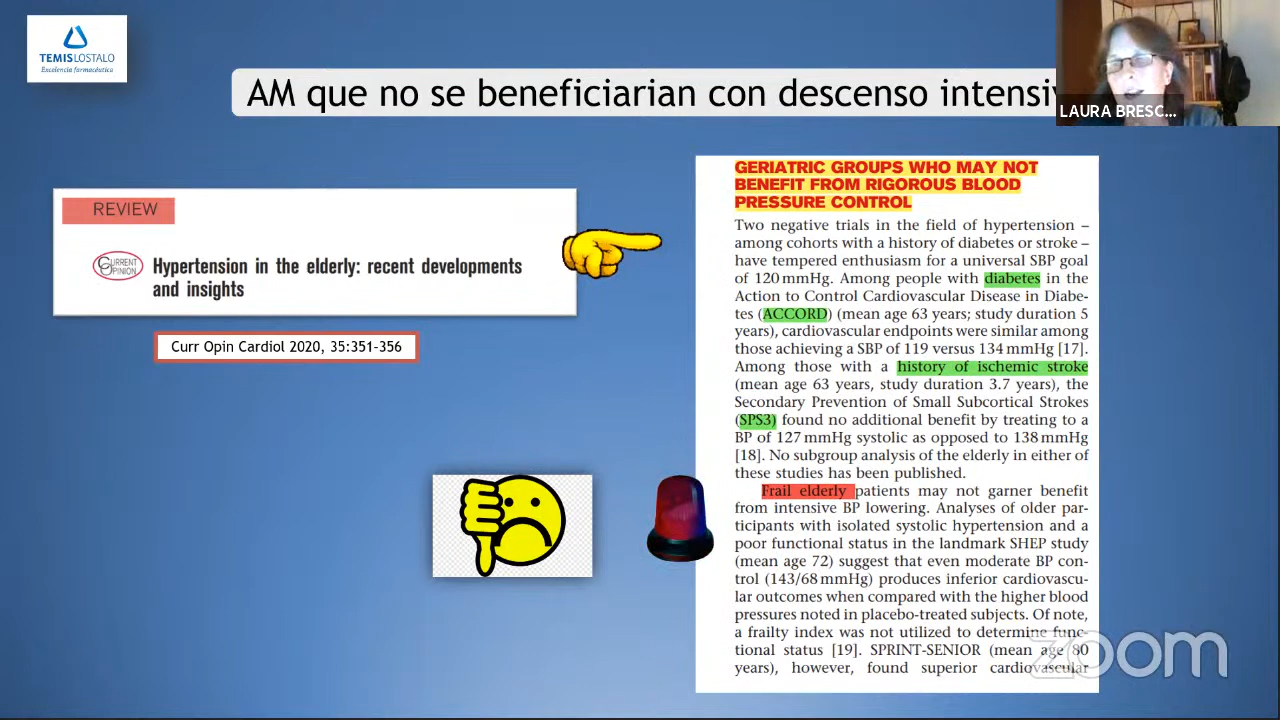 TEMISLOSTALO
Excelencia farmacéutica
AM que no se beneficiarian con descenso intensiv
LAURA BRESC...
REVIEW
CURRENT
OPINION
Hypertension in the elderly: recent developments
and insights
Curr Opin Cardiol 2020, 35:351-356
GERIATRIC GROUPS WHO MAY NOT
BENEFIT FROM RIGOROUS BLOOD
PRESSURE CONTROL
Two negative trials in the field of hypertension –
among cohorts with a history of diabetes or stroke –
have tempered enthusiasm for a universal SBP goal
of 120 mmHg. Among people with diabetes in the
Action to Control Cardiovascular Disease in Diabe-
tes (ACCORD) (mean age 63 years; study duration 5
years), cardiovascular endpoints were similar among
those achieving a SBP of 119 versus 134 mmHg [17].
Among those with a history of ischemic stroke
(mean age 63 years, study duration 3.7 years), the
Secondary Prevention of Small Subcortical Strokes
(SPS3) found no additional benefit by treating to a
BP of 127 mmHg systolic as opposed to 138 mmHg
[18]. No subgroup analysis of the elderly in either of
these studies has been published.
Frail elderly patients may not garner benefit
from intensive BP lowering. Analyses of older par-
ticipants with isolated systolic hypertension and a
poor functional status in the landmark SHEP study
(mean age 72) suggest that even moderate BP con-
trol (143/68 mmHg) produces inferior cardiovascu-
lar outcomes when compared with the higher blood
pressures noted in placebo-treated subjects. Of note,
a frailty index was not utilized to determine func-
tional status [19]. SPRINT-SENIOR (mean age 80
years), however, found superior cardiovascular
zoom